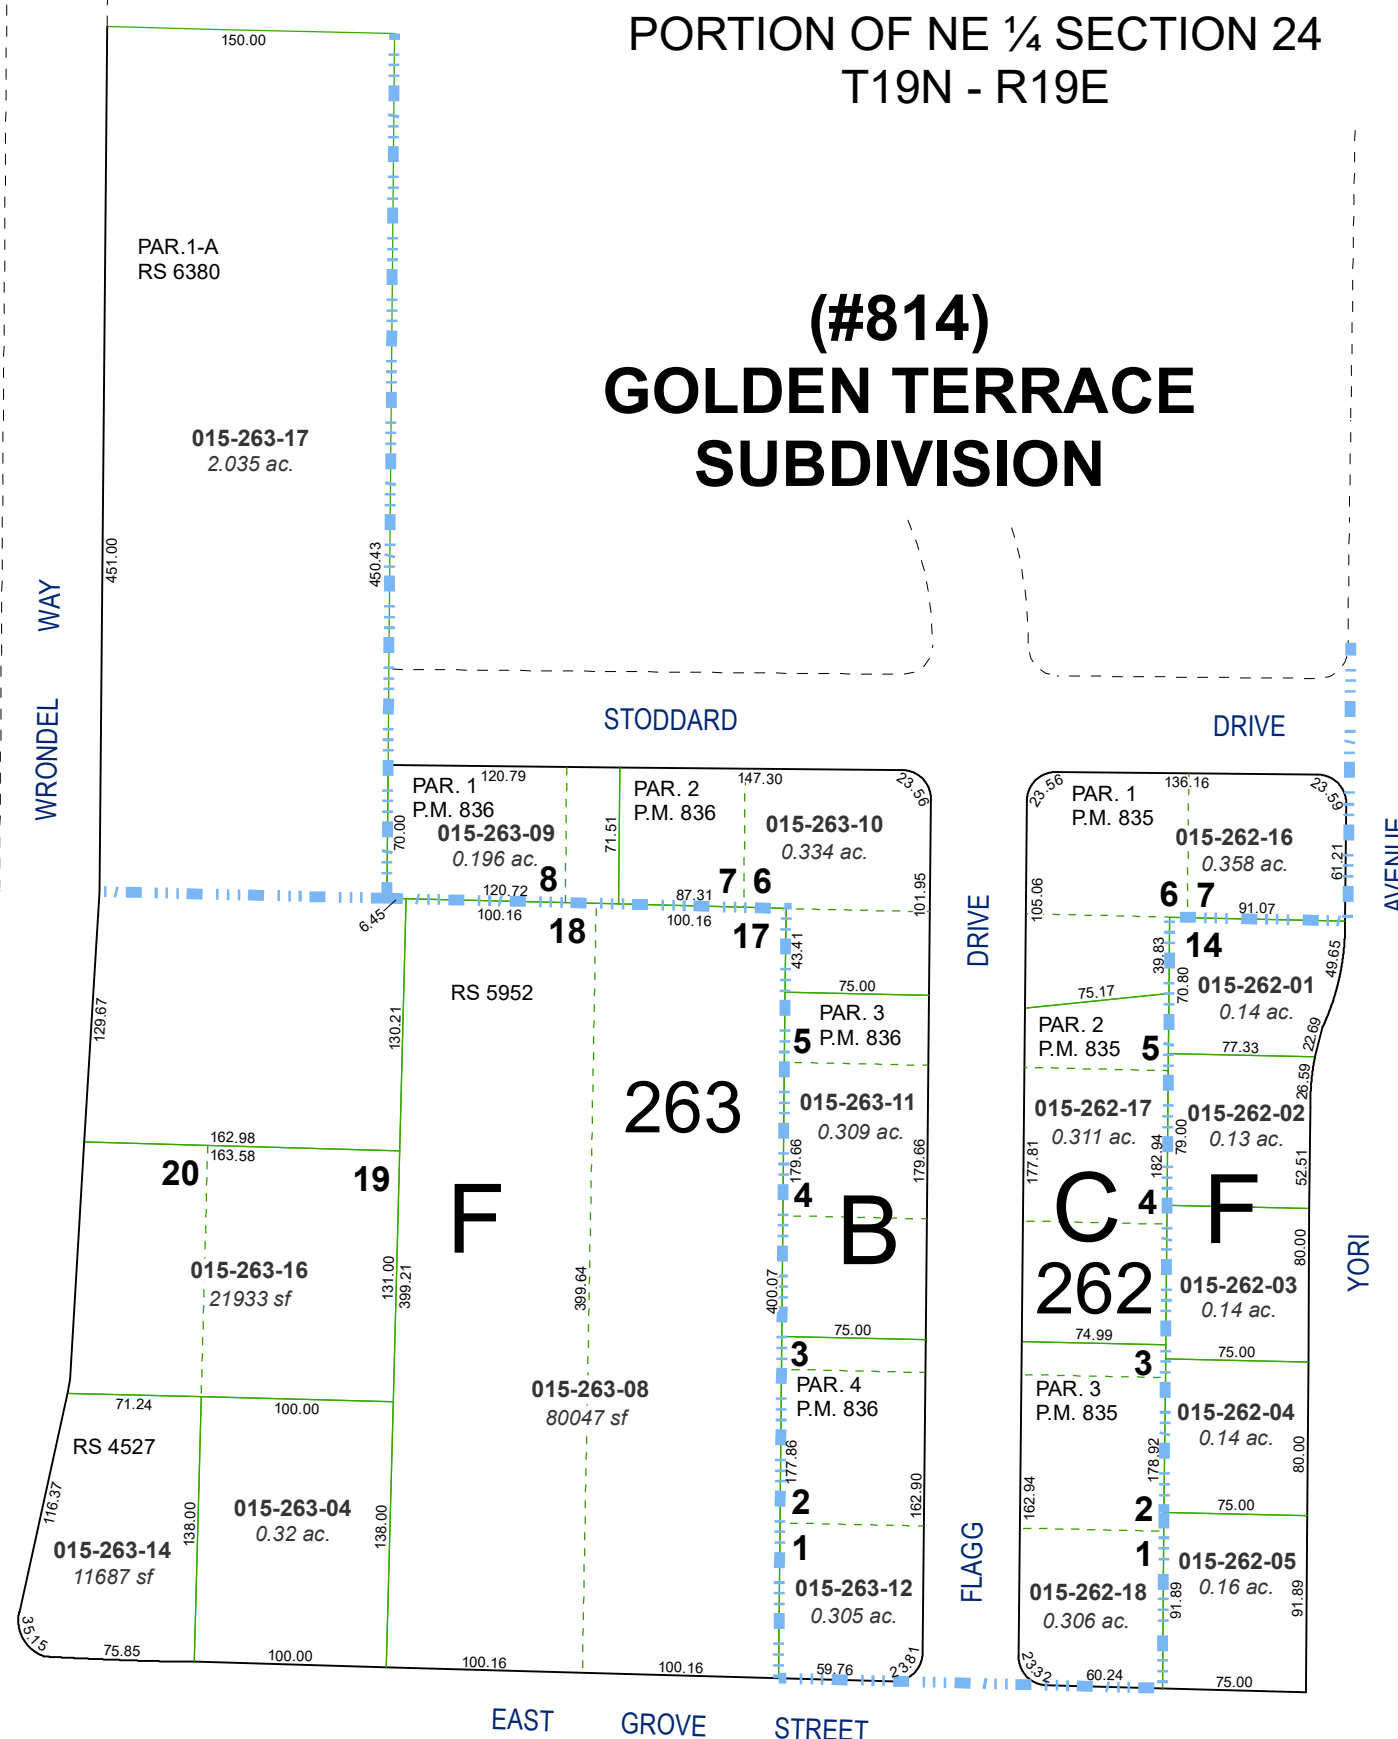 PORTION OF NE ¼ SECTION 24
T19N - R19E
150.00
PAR.1-A
RS 6380
(#814)
GOLDEN TERRACE
SUBDIVISION
015-263-17
2.035 ac.
451.00
450.43
WRONDEL WAY
STODDARD DRIVE
PAR. 1
P.M. 836
120.79
015-263-09
0.196 ac.
70.00
8
120.72
71.51
PAR. 2
P.M. 836
147.30
23.56
015-263-10
0.334 ac.
7
6
87.31
101.95
23.56
PAR. 1
P.M. 835
136.16
23.59
015-262-16
0.358 ac.
61.21
105.06
6
7
91.07
AVENUE
6.45
100.16
18
100.16
17
43.41
75.00
DRIVE
39.83
14
70.80
015-262-01
0.14 ac.
49.65
75.17
22.69
77.33
129.67
130.21
RS 5952
PAR. 3
P.M. 836
5
PAR. 2
P.M. 835
5
26.59
263
015-263-11
0.309 ac.
179.66
179.66
015-262-17
0.311 ac.
177.81
182.94
79.00
015-262-02
0.13 ac.
52.51
162.98
163.58
20
19
F
4
B
C
4
F
015-263-16
21933 sf
131.00
399.21
399.64
400.07
262
80.00
015-262-03
0.14 ac.
YORI
75.00
74.99
75.00
3
3
015-263-08
80047 sf
PAR. 4
P.M. 836
PAR. 3
P.M. 835
71.24
100.00
RS 4527
015-262-04
0.14 ac.
80.00
177.86
162.90
162.94
178.92
116.37
138.00
015-263-04
0.32 ac.
138.00
2
2
75.00
015-263-14
11687 sf
1
1
FLAGG
015-263-12
0.305 ac.
015-262-18
0.306 ac.
91.89
015-262-05
0.16 ac.
91.89
35.15
75.85
100.00
100.16
100.16
59.76
23.81
23.32
60.24
75.00
EAST GROVE STREET